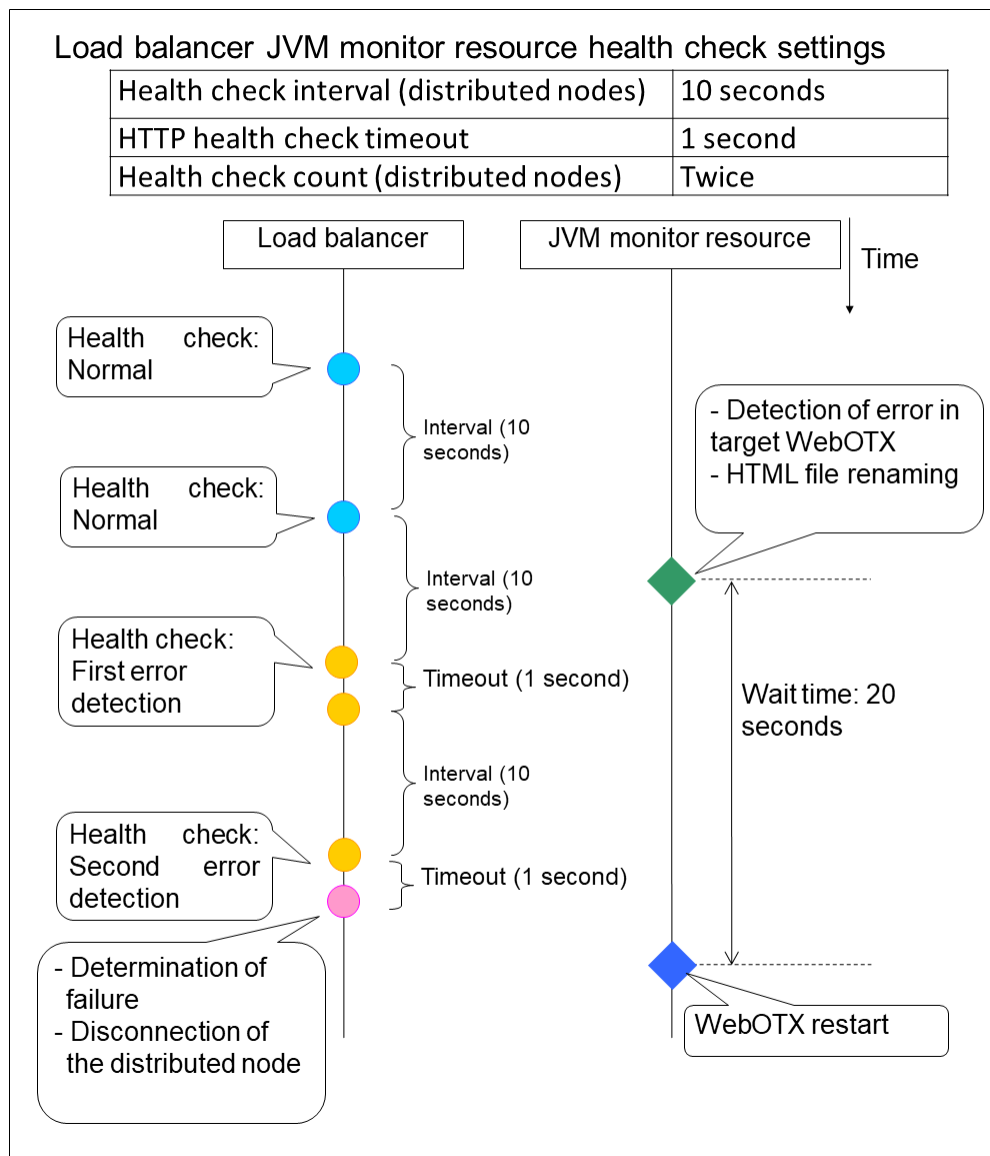 Load balancer JVM monitor resource health check settings
Health check interval (distributed nodes) 10 seconds
HTTP health check timeout 1 second
Health check count (distributed nodes) Twice
Load balancer
JVM monitor resource
Time
Health check:
Normal
Interval (10
seconds)
- Detection of error in
target WebOTX
- HTML file renaming
Health check:
Normal
Interval (10
seconds)
Health check:
First error
detection
Timeout (1 second)
Wait time: 20
seconds
Interval (10
seconds)
Health check:
Second error
detection
Timeout (1 second)
- Determination of
failure
- Disconnection of
the distributed node
WebOTX restart